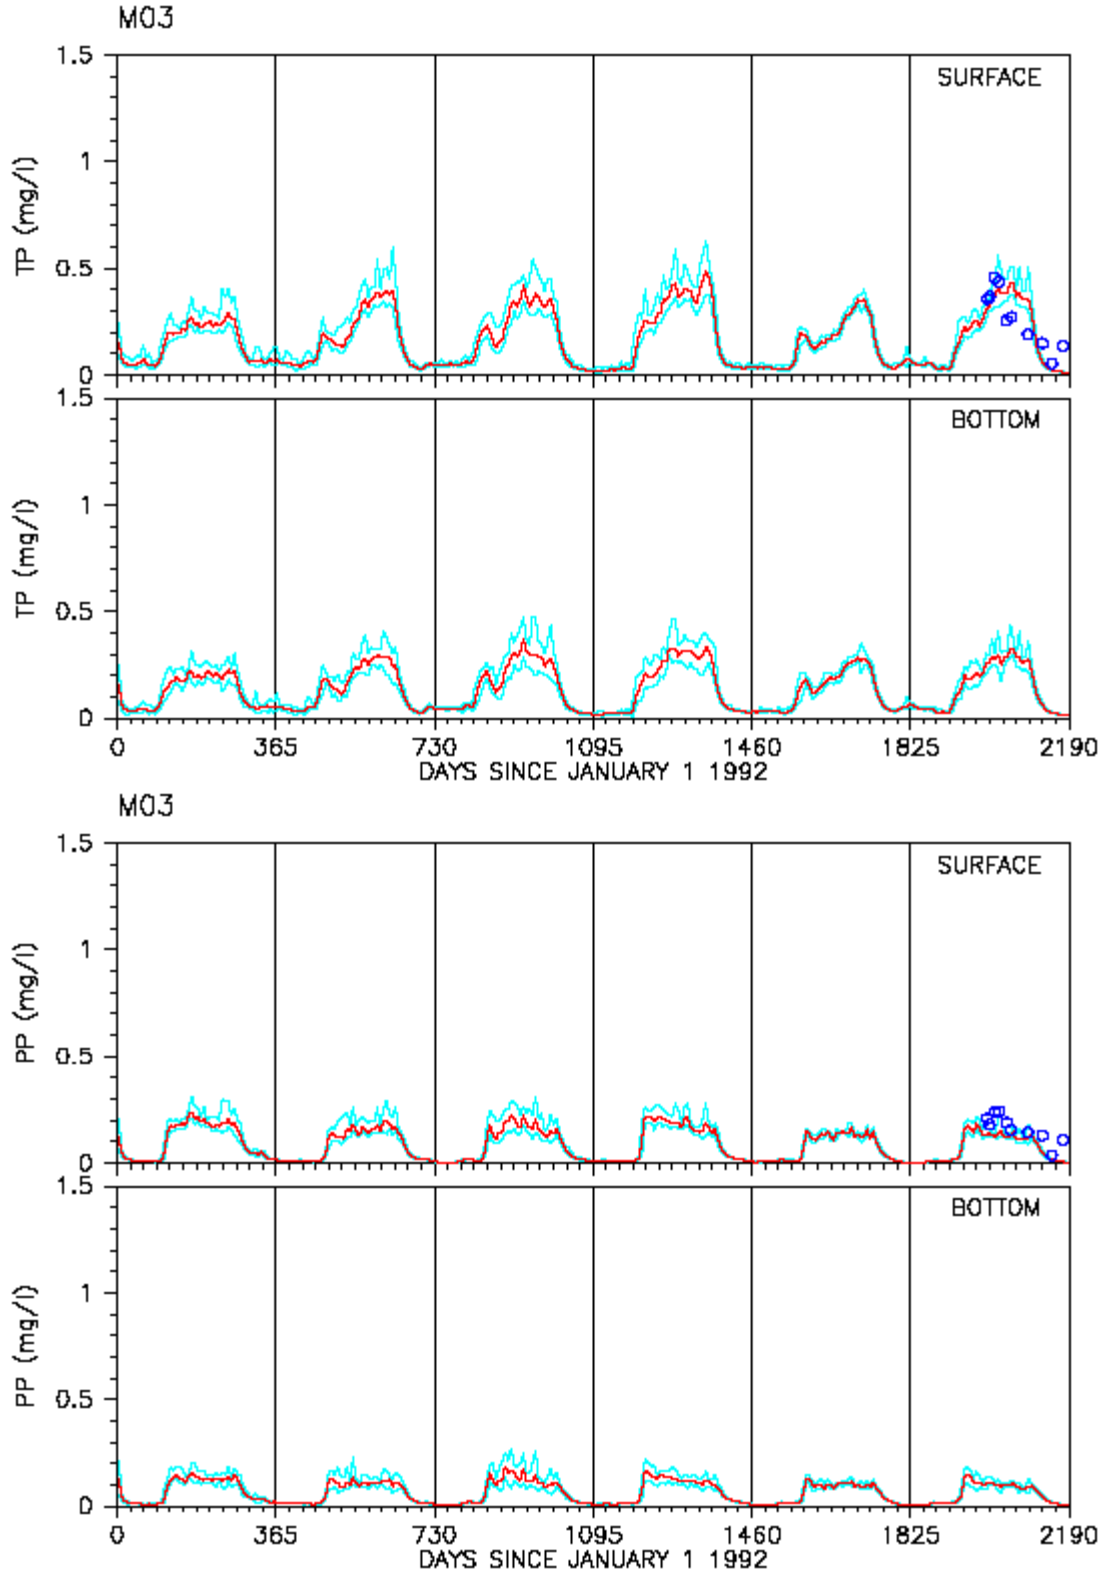 M03
1.5
SURFACE
1
TP (mg/l)
0.5
0
1.5
BOTTOM
1
TP (mg/l)
0.5
0
0 365 730 1095 1460 1825 2190
DAYS SINCE JANUARY 1 1992
M03
1.5
SURFACE
1
PP (mg/l)
0.5
0
1.5
BOTTOM
1
PP (mg/l)
0.5
0
0 365 730 1095 1460 1825 2190
DAYS SINCE JANUARY 1 1992